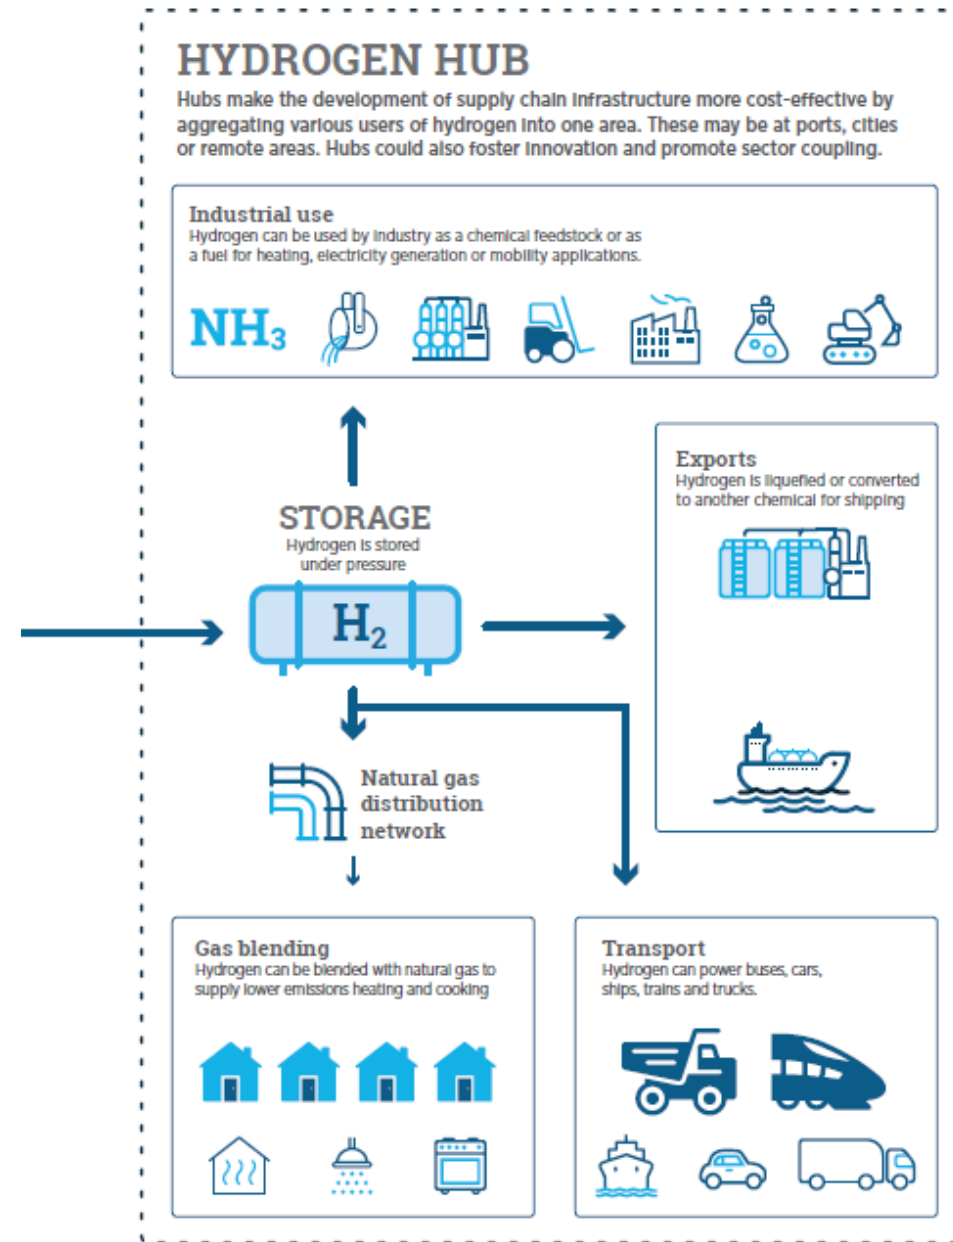 HYDROGEN HUB
Hubs make the development of supply chain infrastructure more cost-effective by
aggregating various users of hydrogen into one area. These may be at ports, cities
or remote areas. Hubs could also foster innovation and promote sector coupling.
Industrial use
Hydrogen can be used by industry as a chemical feedstock or as
a fuel for heating, electricity generation or mobility applications.
NH3
Exports
Hydrogen is liquefied or converted
to another chemical for shipping
STORAGE
Hydrogen is stored
under pressure
H2
Natural gas
distribution
network
Gas blending
Hydrogen can be blended with natural gas to
supply lower emissions heating and cooking
Transport
Hydrogen can power buses, cars,
ships, trains and trucks.